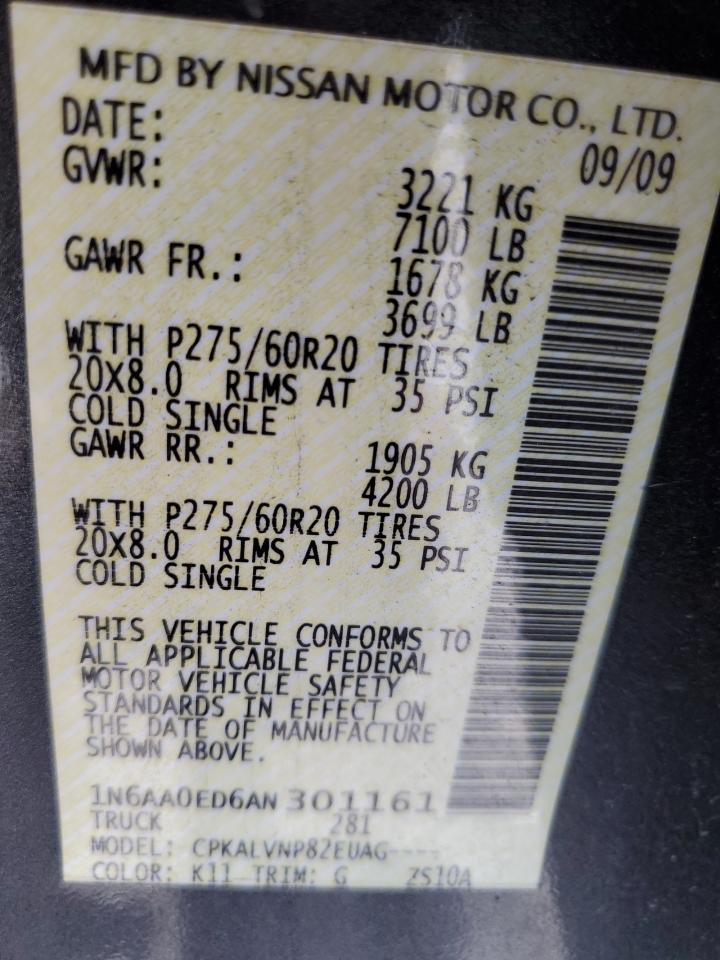 MFD BY NISSAN MOTOR CO., LTD.
DATE: 09/09
GVWR: 3221 KG
7100 LB
GAWR FR.: 1678 KG
3699 LB
WITH P275/60R20 TIRES
20X8.0 RIMS AT 35 PSI
COLD SINGLE
GAWR RR.: 1905 KG
4200 LB
WITH P275/60R20 TIRES
20X8.0 RIMS AT 35 PSI
COLD SINGLE
THIS VEHICLE CONFORMS TO
ALL APPLICABLE FEDERAL
MOTOR VEHICLE SAFETY
STANDARDS IN EFFECT ON
THE DATE OF MANUFACTURE
SHOWN ABOVE.
1N6AA0ED6AN 301161
TRUCK 281
MODEL: CPKALVNP82EUAG----
COLOR: K11 TRIM: G ZS10A